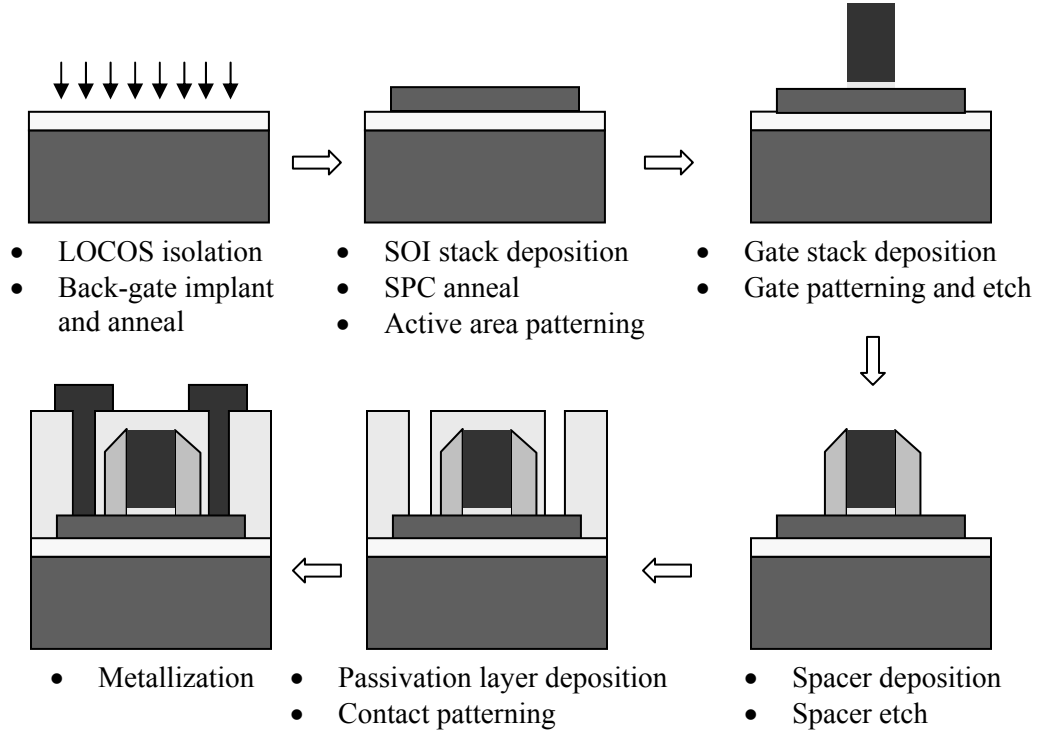 • LOCOS isolation
• Back-gate implant
and anneal
• SOI stack deposition
• SPC anneal
• Active area patterning
• Gate stack deposition
• Gate patterning and etch
• Spacer deposition
• Spacer etch
• Passivation layer deposition
• Contact patterning
• Metallization